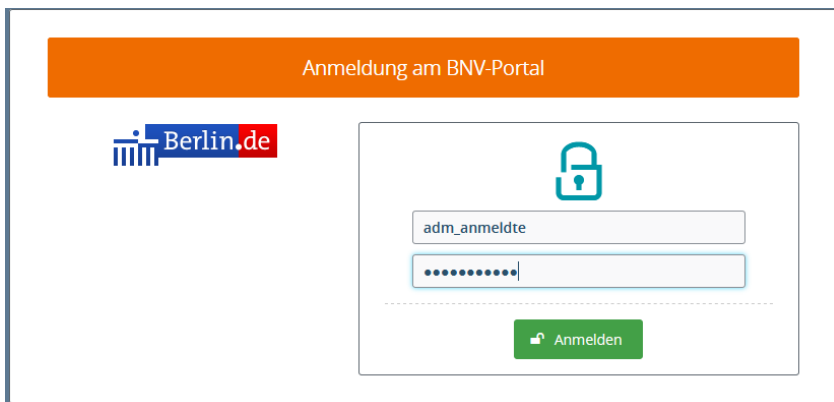 Anmeldung am BNV-Portal
Berlin.de
adm_anmeldte
•••••••••••
Anmelden